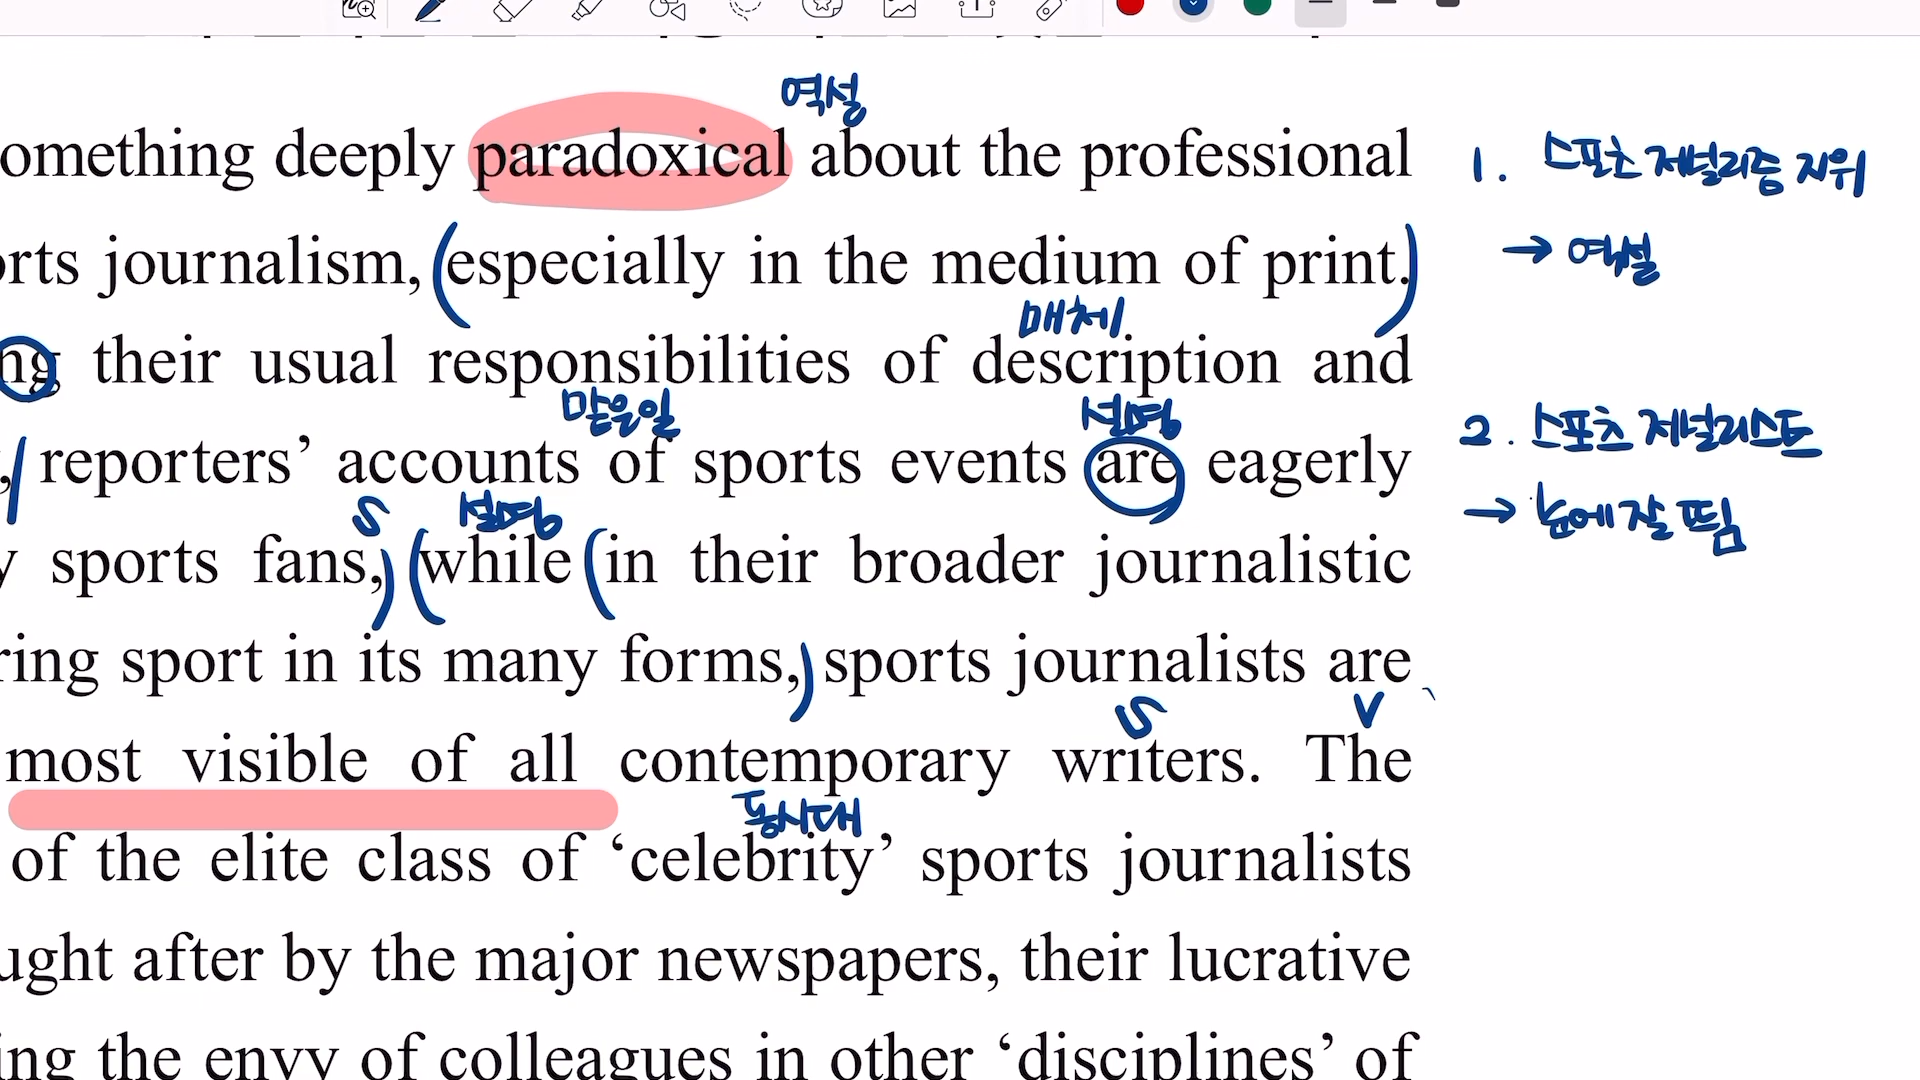 역설
omething deeply paradoxical about the professional
1. 스포츠 저널리즘 지위
orts journalism, (especially in the medium of print.)
→ 역설
매체
ng their usual responsibilities of description and
맡은일
설명
2. 스포츠 저널리스트
, / reporters’ accounts of sports events are eagerly
S 설명
→ 눈에 잘 띔
y sports fans,) (while (in their broader journalistic
ring sport in its many forms,) sports journalists are
S V
most visible of all contemporary writers. The
동시대
of the elite class of ‘celebrity’ sports journalists
ught after by the major newspapers, their lucrative
ing the envy of colleagues in other ‘disciplines’ of